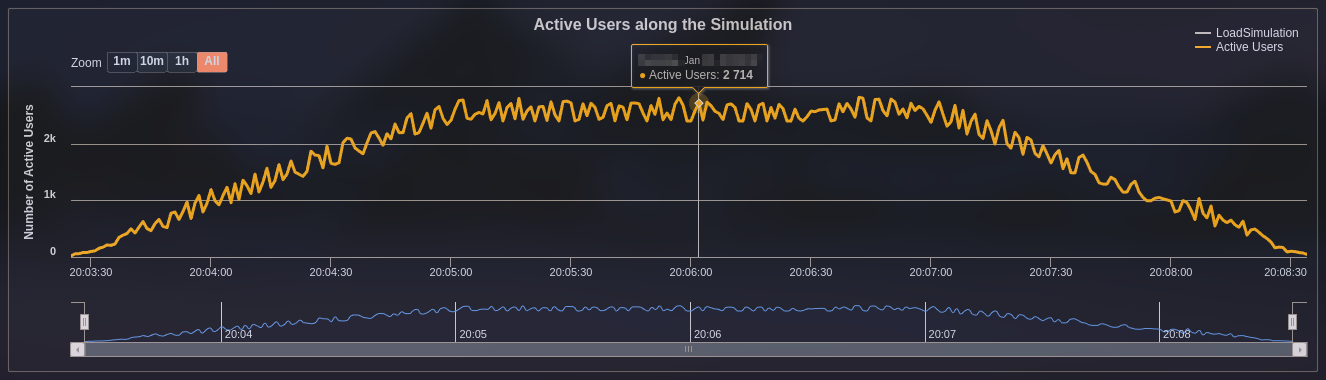 Active Users along the Simulation
LoadSimulation
Active Users
Zoom 1m 10m 1h All
Jan
Active Users: 2 714
Number of Active Users
2k
1k
0
20:03:30 20:04:00 20:04:30 20:05:00 20:05:30 20:06:00 20:06:30 20:07:00 20:07:30 20:08:00 20:08:30
20:04 20:05 20:06 20:07 20:08